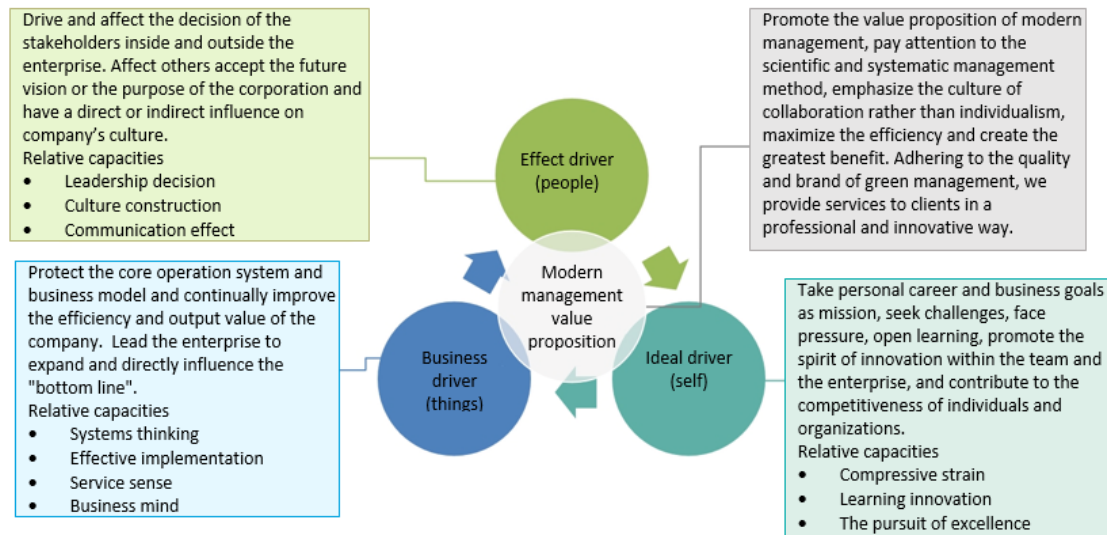 Drive and affect the decision of the
stakeholders inside and outside the
enterprise. Affect others accept the future
vision or the purpose of the corporation and
have a direct or indirect influence on
company's culture.
Relative capacities
• Leadership decision
• Culture construction
• Communication effect
Promote the value proposition of modern
management, pay attention to the
scientific and systematic management
method, emphasize the culture of
collaboration rather than individualism,
maximize the efficiency and create the
greatest benefit. Adhering to the quality
and brand of green management, we
provide services to clients in a
professional and innovative way.
Effect driver
(people)
Modern
management
value
proposition
Business
driver
(things)
Ideal driver
(self)
Protect the core operation system and
business model and continually improve
the efficiency and output value of the
company. Lead the enterprise to
expand and directly influence the
"bottom line".
Relative capacities
• Systems thinking
• Effective implementation
• Service sense
• Business mind
Take personal career and business goals
as mission, seek challenges, face
pressure, open learning, promote the
spirit of innovation within the team and
the enterprise, and contribute to the
competitiveness of individuals and
organizations.
Relative capacities
• Compressive strain
• Learning innovation
• The pursuit of excellence